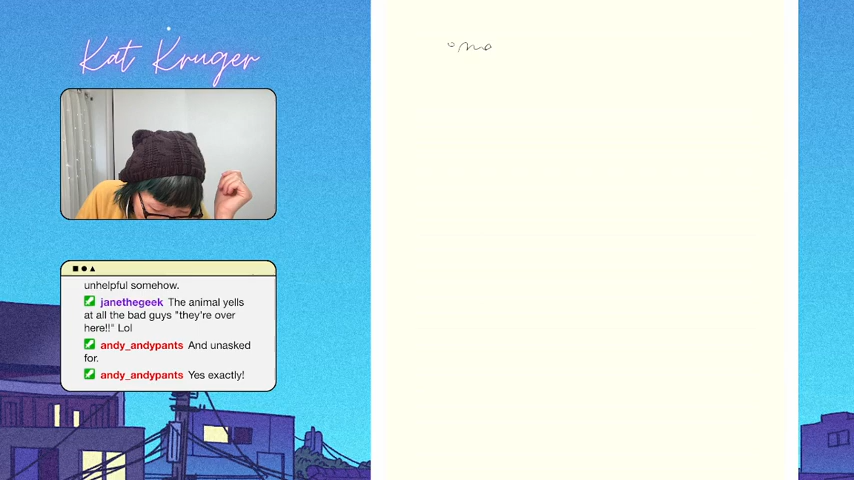 Kat Kruger
unhelpful somehow.
janethegeek The animal yells
at all the bad guys "they're over
here!!" Lol
andy_andypants And unasked
for.
andy_andypants Yes exactly!